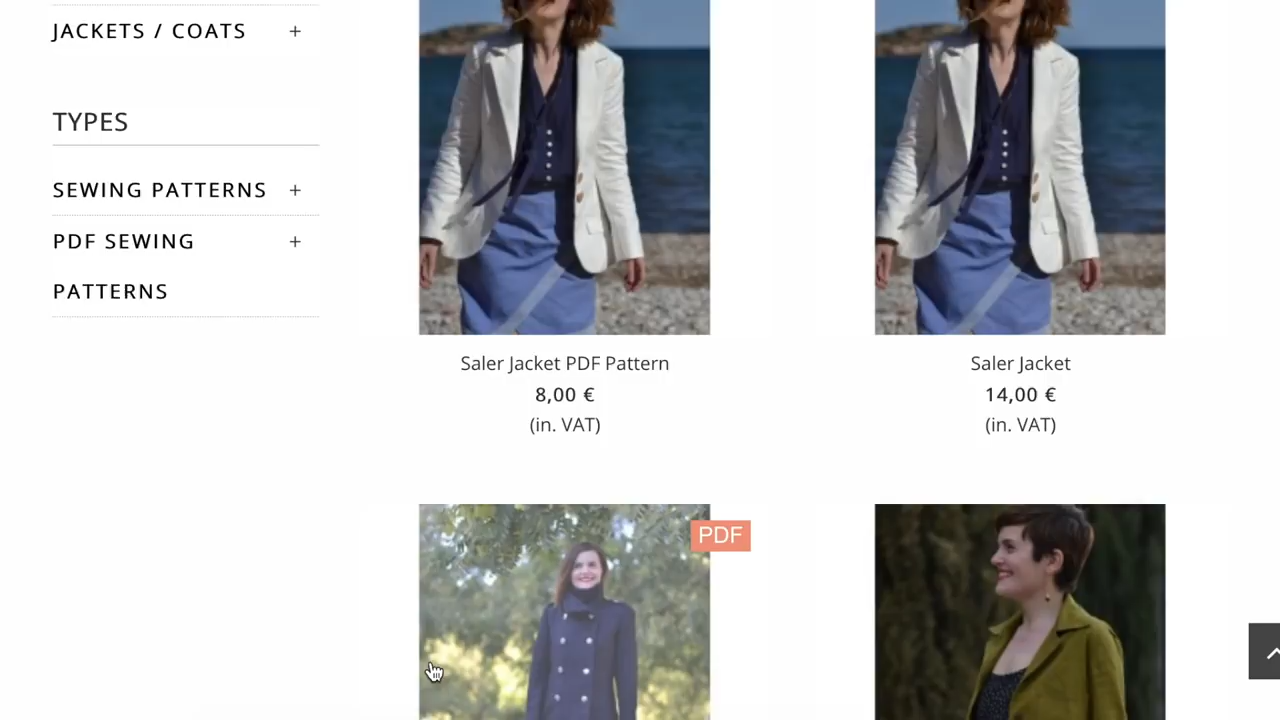 JACKETS / COATS +
TYPES
SEWING PATTERNS +
PDF SEWING +
PATTERNS
Saler Jacket PDF Pattern
8,00 €
(in. VAT)
Saler Jacket
14,00 €
(in. VAT)
PDF